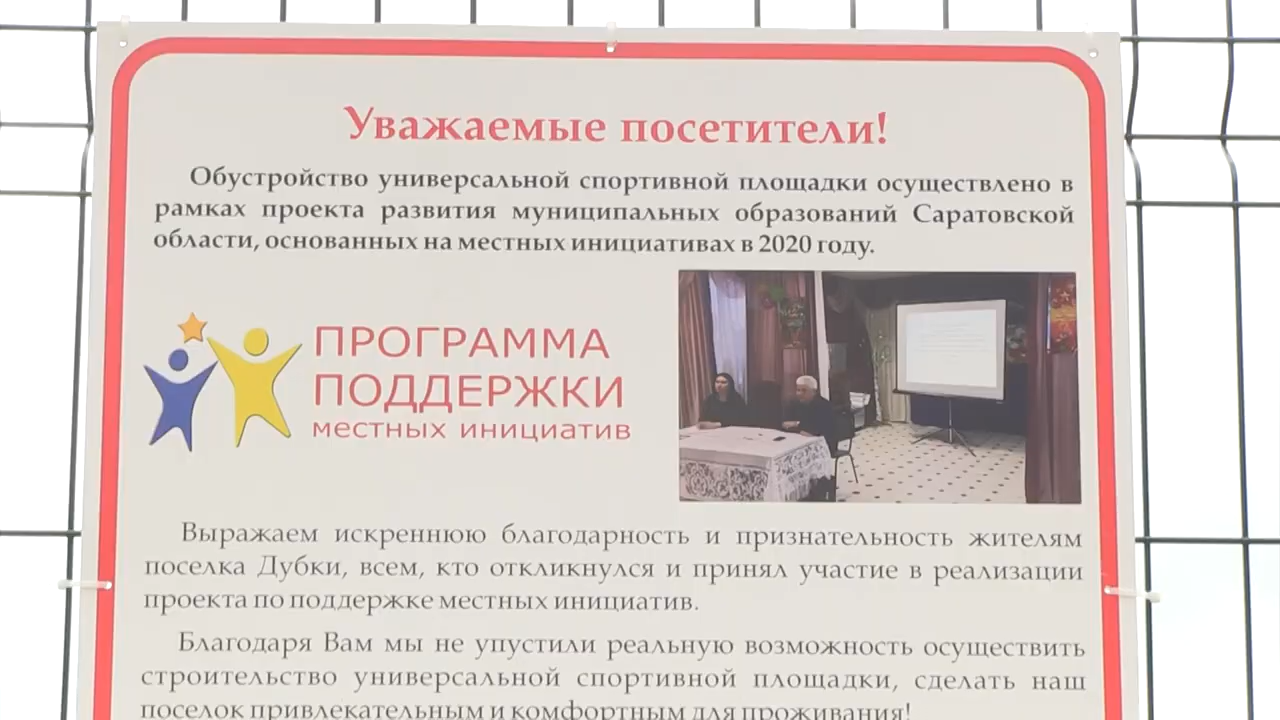 Уважаемые посетители!
Обустройство универсальной спортивной площадки осуществлено в
рамках проекта развития муниципальных образований Саратовской
области, основанных на местных инициативах в 2020 году.
ПРОГРАММА
ПОДДЕРЖКИ
местных инициатив
Выражаем искреннюю благодарность и признательность жителям
поселка Дубки, всем, кто откликнулся и принял участие в реализации
проекта по поддержке местных инициатив.
Благодаря Вам мы не упустили реальную возможность осуществить
строительство универсальной спортивной площадки, сделать наш
поселок привлекательным и комфортным для проживания!